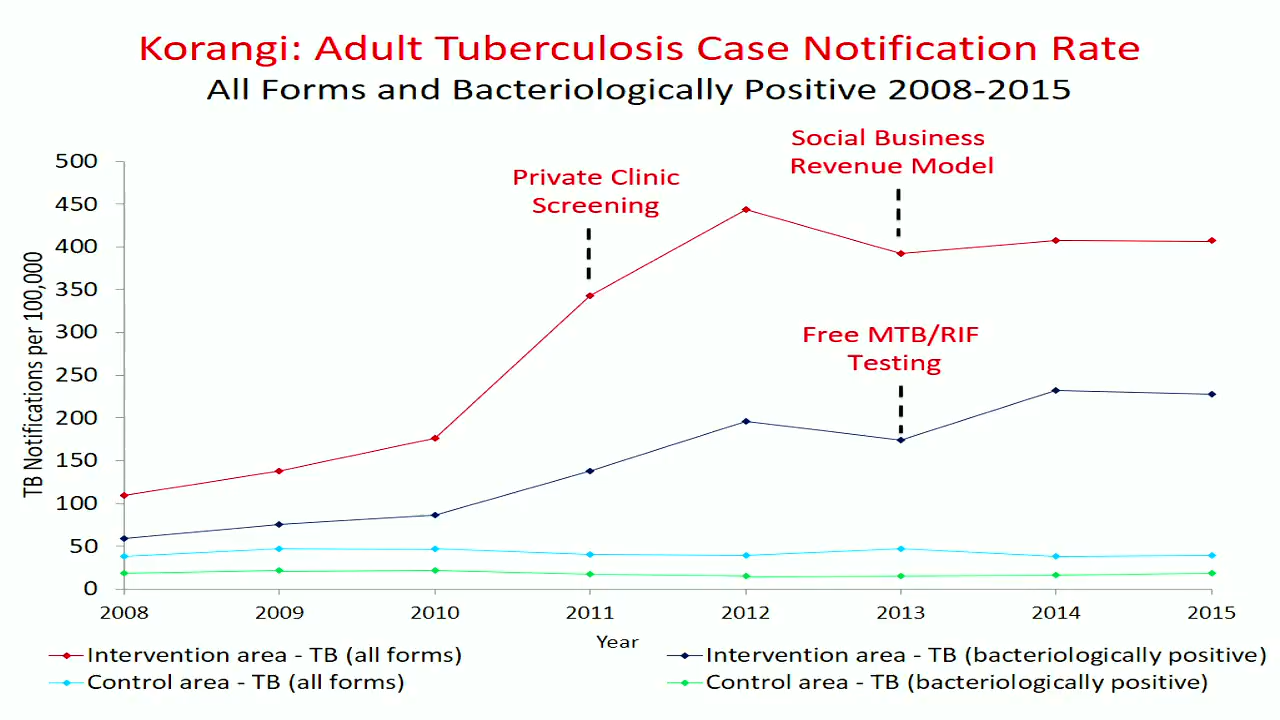 Korangi: Adult Tuberculosis Case Notification Rate
All Forms and Bacteriologically Positive 2008-2015
Social Business
Revenue Model
Private Clinic
Screening
Free MTB/RIF
Testing
TB Notifications per 100,000
500
450
400
350
300
250
200
150
100
50
0
2008 2009 2010 2011 2012 2013 2014 2015
Year
Intervention area - TB (all forms)
Intervention area - TB (bacteriologically positive)
Control area - TB (all forms)
Control area - TB (bacteriologically positive)